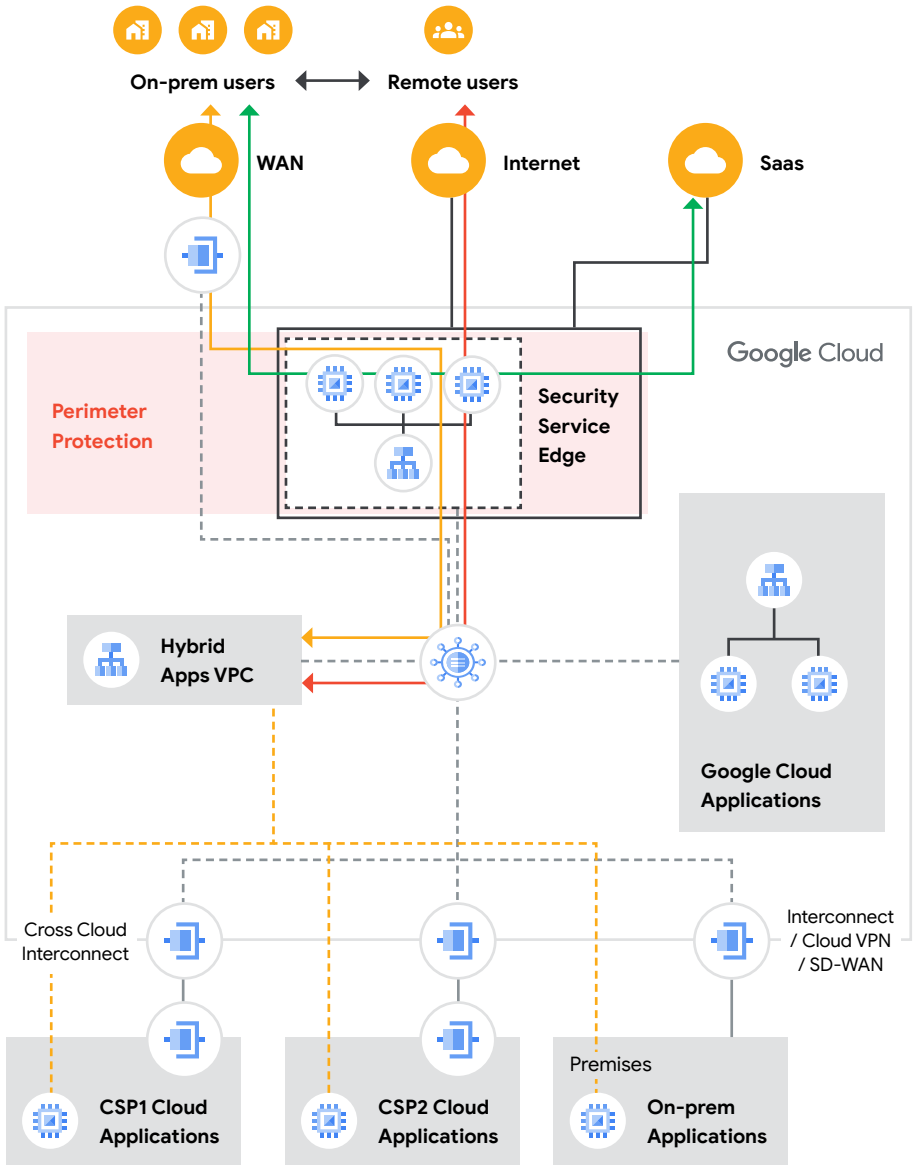 On-prem users
Remote users
WAN
Internet
Saas
Google Cloud
Perimeter
Protection
Security
Service
Edge
Hybrid
Apps VPC
Google Cloud
Applications
Cross Cloud
Interconnect
Interconnect
/ Cloud VPN
/ SD-WAN
Premises
CSP1 Cloud
Applications
CSP2 Cloud
Applications
On-prem
Applications